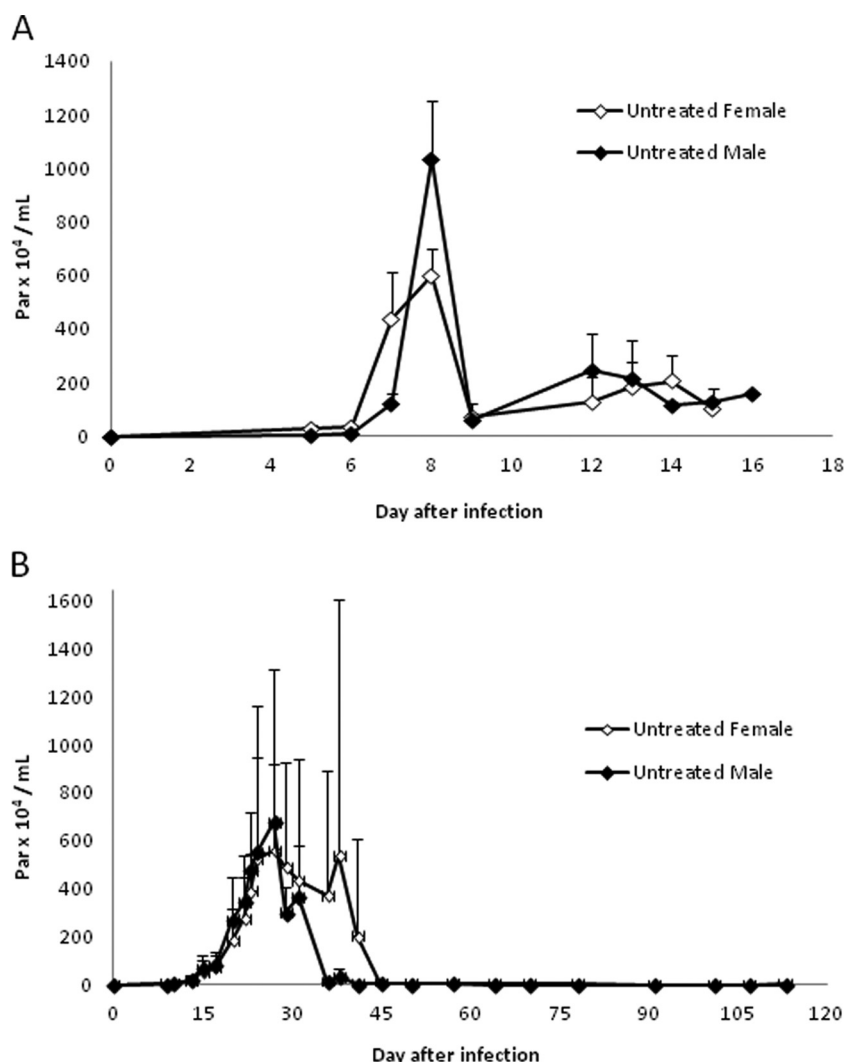 A
1400
1200
1000
800
600
400
200
0
Par x 10⁴ / mL
Untreated Female
Untreated Male
0 2 4 6 8 10 12 14 16 18
Day after infection
B
1600
1400
1200
1000
800
600
400
200
0
Par x 10⁴ / mL
Untreated Female
Untreated Male
0 15 30 45 60 75 90 105 120
Day after infection